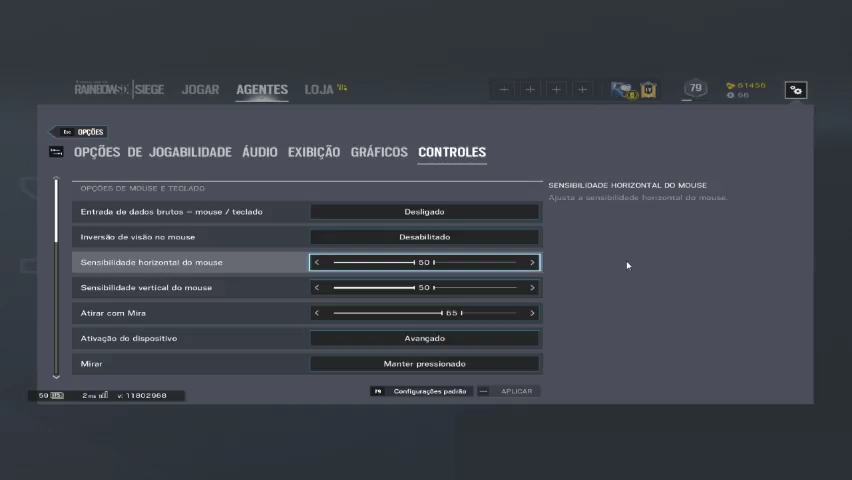 RAINBOW SIX | SIEGE JOGAR AGENTES LOJA
79 61456
66
Esc OPÇÕES
OPÇÕES DE JOGABILIDADE ÁUDIO EXIBIÇÃO GRÁFICOS CONTROLES
OPÇÕES DE MOUSE E TECLADO
Entrada de dados brutos – mouse / teclado Desligado
Inversão de visão no mouse Desabilitado
Sensibilidade horizontal do mouse 50
Sensibilidade vertical do mouse 50
Atirar com Mira 65
Ativação do dispositivo Avançado
Mirar Manter pressionado
SENSIBILIDADE HORIZONTAL DO MOUSE
Ajusta a sensibilidade horizontal do mouse.
Configurações padrão APLICAR
59 FPS 2ms v: 11802968